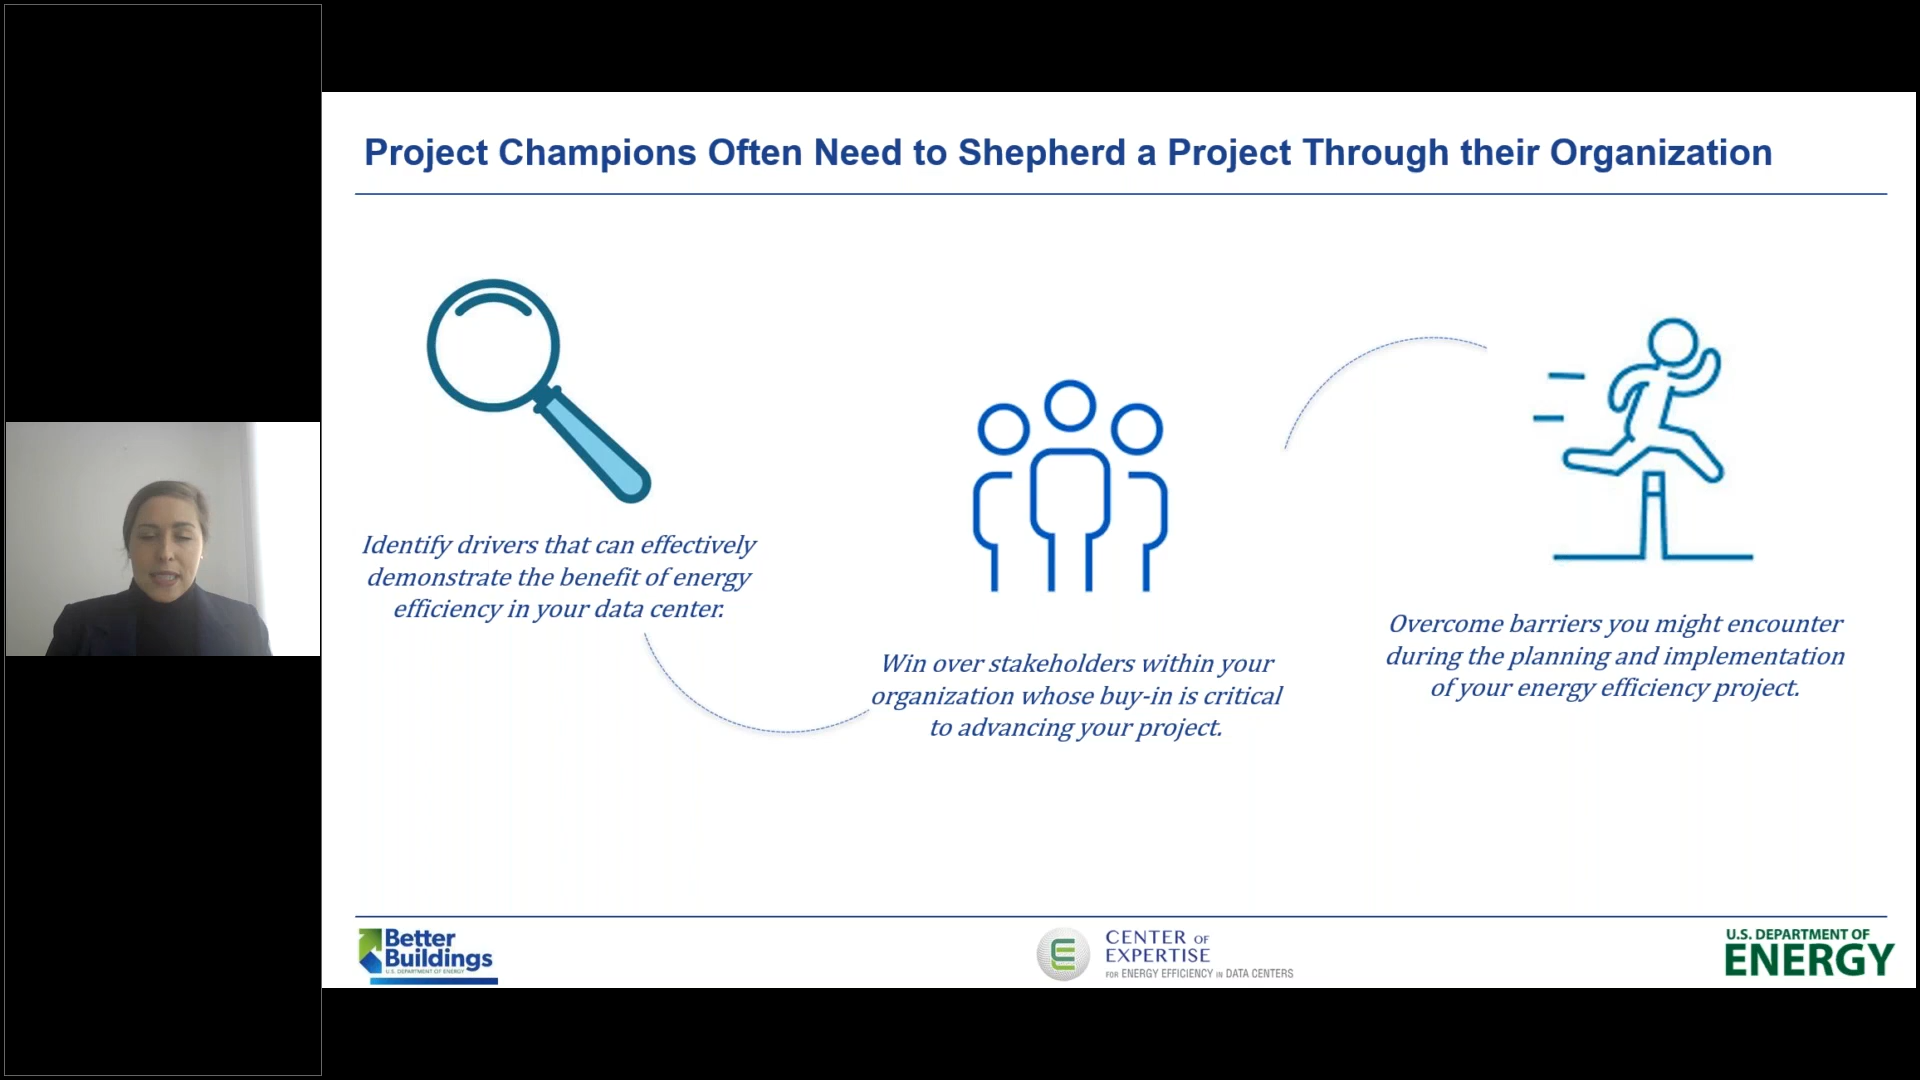 Project Champions Often Need to Shepherd a Project Through their Organization
Identify drivers that can effectively
demonstrate the benefit of energy
efficiency in your data center.
Win over stakeholders within your
organization whose buy-in is critical
to advancing your project.
Overcome barriers you might encounter
during the planning and implementation
of your energy efficiency project.
Better
Buildings
U.S. DEPARTMENT OF ENERGY
CENTER OF
EXPERTISE
FOR ENERGY EFFICIENCY IN DATA CENTERS
U.S. DEPARTMENT OF
ENERGY